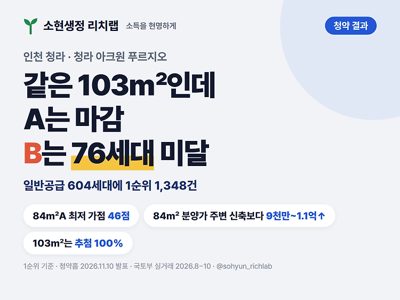 소현생정 리치랩 소득을 현명하게
청약 결과
인천 청라 · 청라 아크원 푸르지오
같은 103m²인데
A는 마감
B는 76세대 미달
일반공급 604세대에 1순위 1,348건
84m²A 최저 가점 46점
84m² 분양가 주변 신축보다 9천만~1.1억↑
103m²는 추첨 100%
1순위 기준 · 청약홈 2026.11.10 발표 · 국토부 실거래 2026.8~10 · @sohyun_richlab